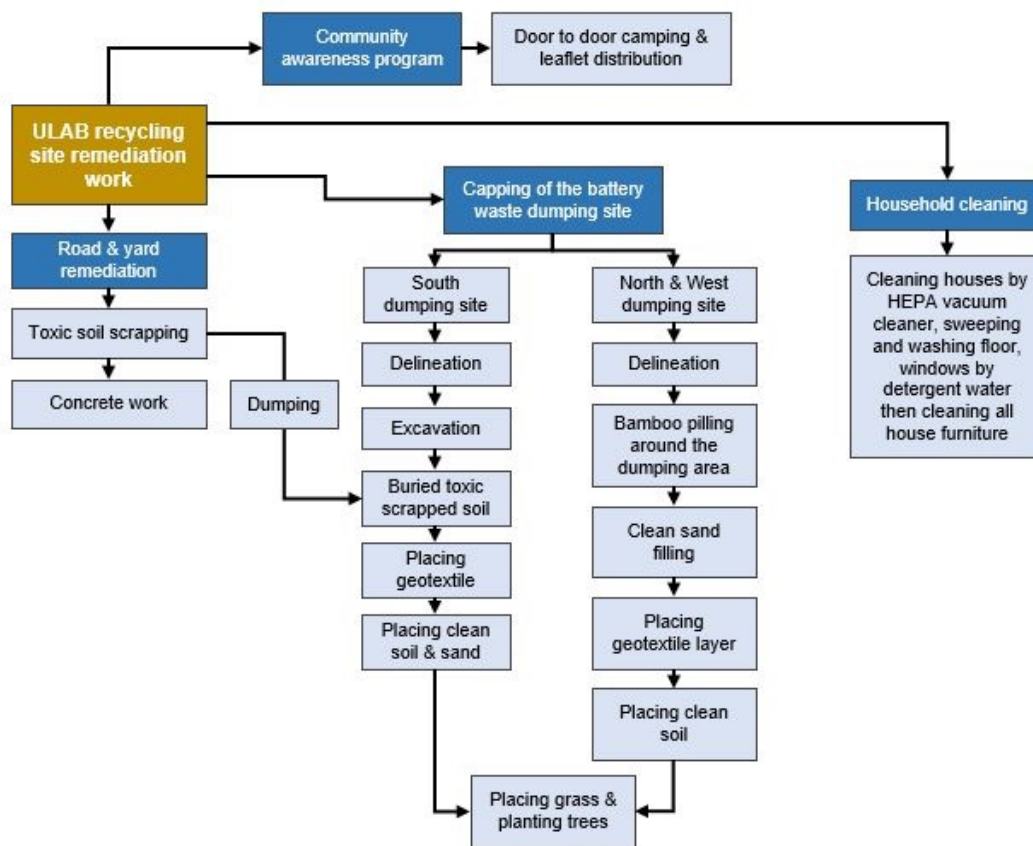 Community
awareness program
Door to door camping &
leaflet distribution
ULAB recycling
site remediation
work
Capping of the battery
waste dumping site
Household cleaning
Road & yard
remediation
Toxic soil scrapping
Concrete work
Dumping
South
dumping site
Delineation
Excavation
Buried toxic
scrapped soil
Placing
geotextile
Placing clean
soil & sand
North & West
dumping site
Delineation
Bamboo pilling
around the
dumping area
Clean sand
filling
Placing
geotextile layer
Placing clean
soil
Placing grass &
planting trees
Cleaning houses by
HEPA vacuum
cleaner, sweeping
and washing floor,
windows by
detergent water
then cleaning all
house furniture